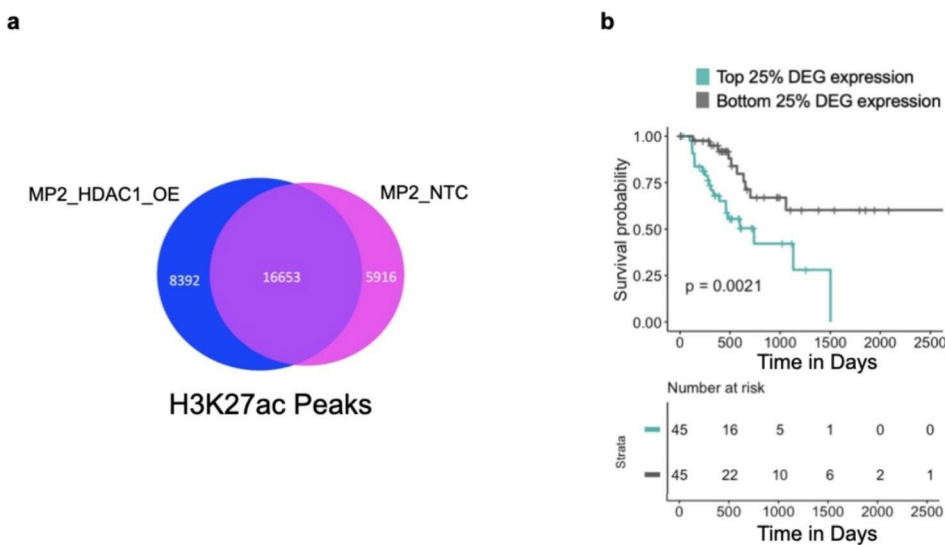 a
MP2_HDAC1_OE
MP2_NTC
8392
16653
5916
H3K27ac Peaks
b
Top 25% DEG expression
Bottom 25% DEG expression
Survival probability
1.00
0.75
0.50
0.25
0.00
p = 0.0021
0 500 1000 1500 2000 2500
Time in Days
Number at risk
Strata
45 16 5 1 0 0
45 22 10 6 2 1
0 500 1000 1500 2000 2500
Time in Days